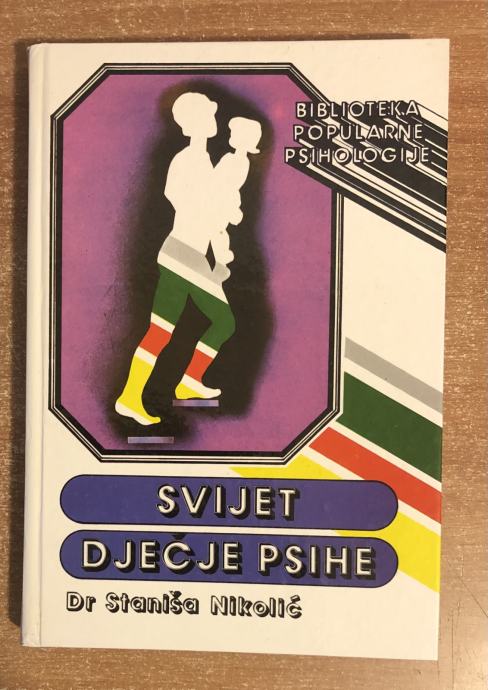 BIBLIOTEKA
POPULARNE
PSIHOLOGIJE
SVIJET
DJEČJE PSIHE
Dr Staniša Nikolić